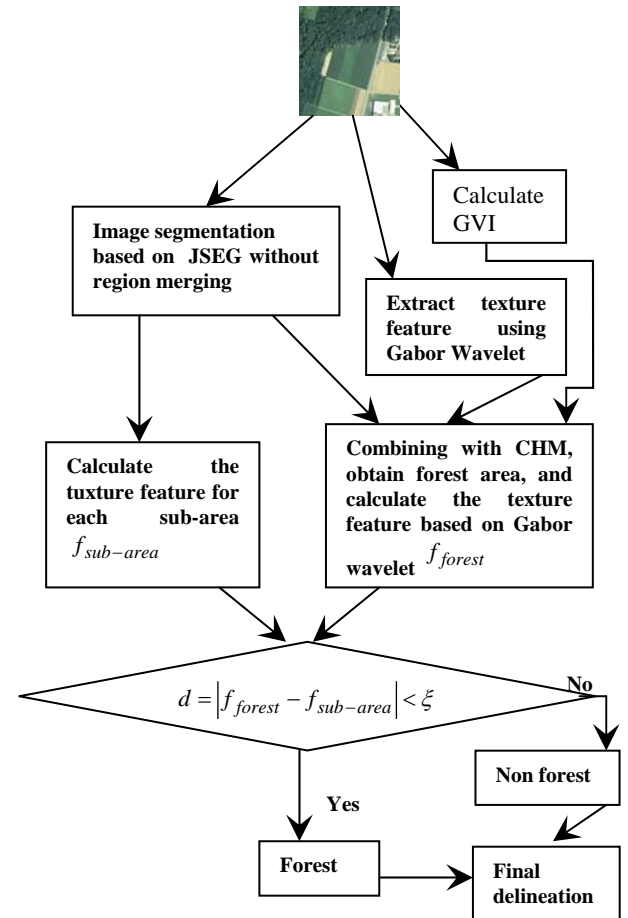 Calculate
GVI
Image segmentation
based on JSEG without
region merging
Extract texture
feature using
Gabor Wavelet
Calculate the
tuxture feature for
each sub-area
f_{sub-area}
Combining with CHM,
obtain forest area, and
calculate the texture
feature based on Gabor
wavelet f_{forest}
d = |f_{forest} − f_{sub−area}| < ξ
No
Non forest
Yes
Forest
Final
delineation